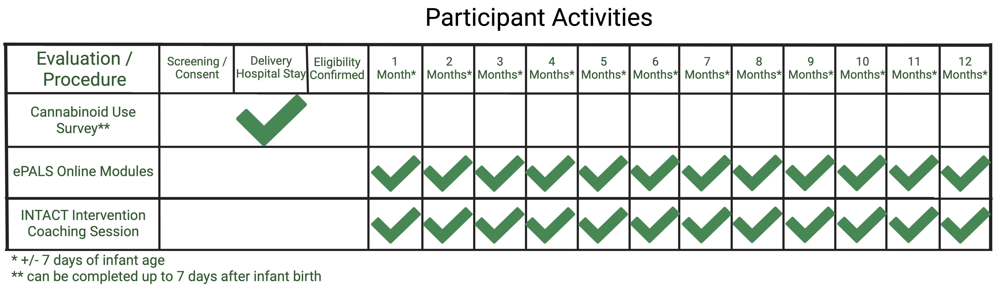 Participant Activities
Evaluation /
Procedure
Screening /
Consent
Delivery
Hospital Stay
Eligibility
Confirmed
1
Month*
2
Months*
3
Months*
4
Months*
5
Months*
6
Months*
7
Months*
8
Months*
9
Months*
10
Months*
11
Months*
12
Months*
Cannabinoid Use
Survey**
ePALS Online Modules
INTACT Intervention
Coaching Session
* +/- 7 days of infant age
** can be completed up to 7 days after infant birth